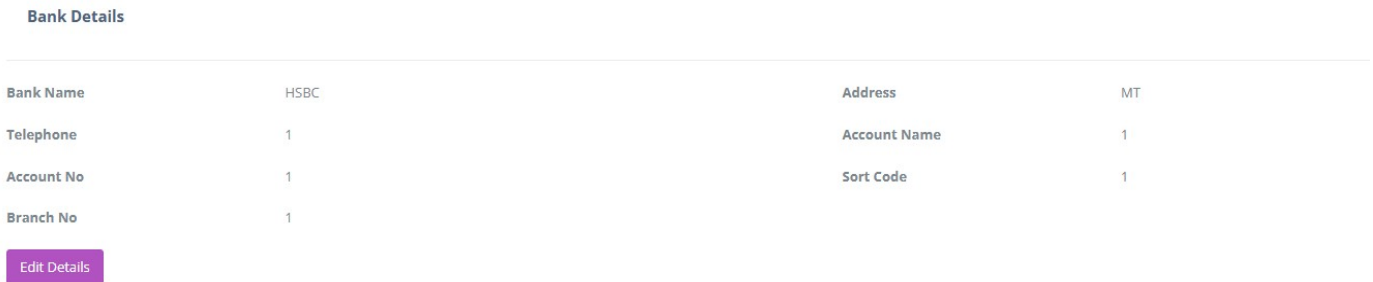 Bank Details
Bank Name HSBC Address MT
Telephone 1 Account Name 1
Account No 1 Sort Code 1
Branch No 1
Edit Details